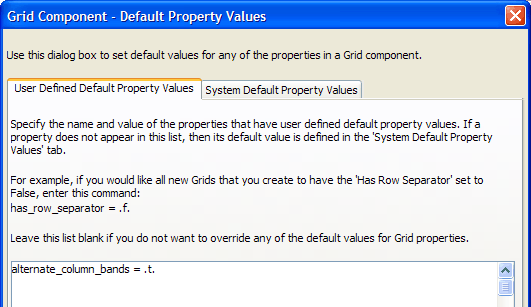 Grid Component - Default Property Values
Use this dialog box to set default values for any of the properties in a Grid component.
User Defined Default Property Values
System Default Property Values
Specify the name and value of the properties that have user defined default property values. If a
property does not appear in this list, then its default value is defined in the 'System Default Property
Values' tab.
For example, if you would like all new Grids that you create to have the 'Has Row Separator' set to
False, enter this command:
has_row_separator = .f.
Leave this list blank if you do not want to override any of the default values for Grid properties.
alternate_column_bands = .t.